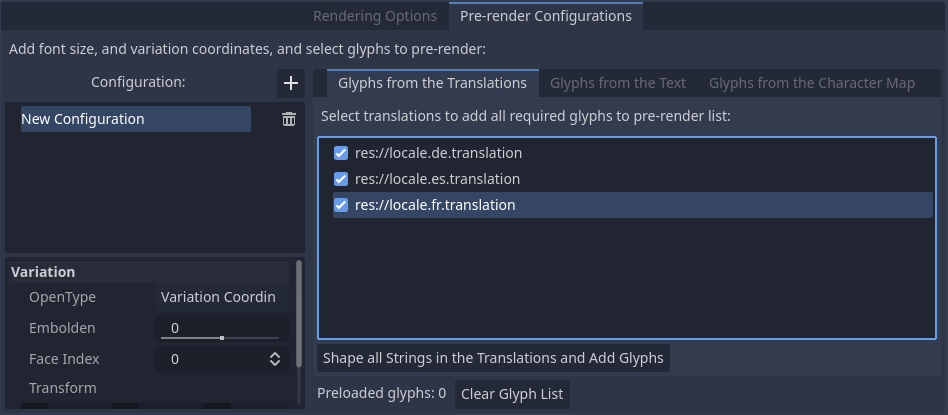 Rendering Options
Pre-render Configurations
Add font size, and variation coordinates, and select glyphs to pre-render:
Configuration:
+
New Configuration
Variation
OpenType Variation Coordin
Embolden 0
Face Index 0
Transform
Glyphs from the Translations
Glyphs from the Text
Glyphs from the Character Map
Select translations to add all required glyphs to pre-render list:
res://locale.de.translation
res://locale.es.translation
res://locale.fr.translation
Shape all Strings in the Translations and Add Glyphs
Preloaded glyphs: 0
Clear Glyph List